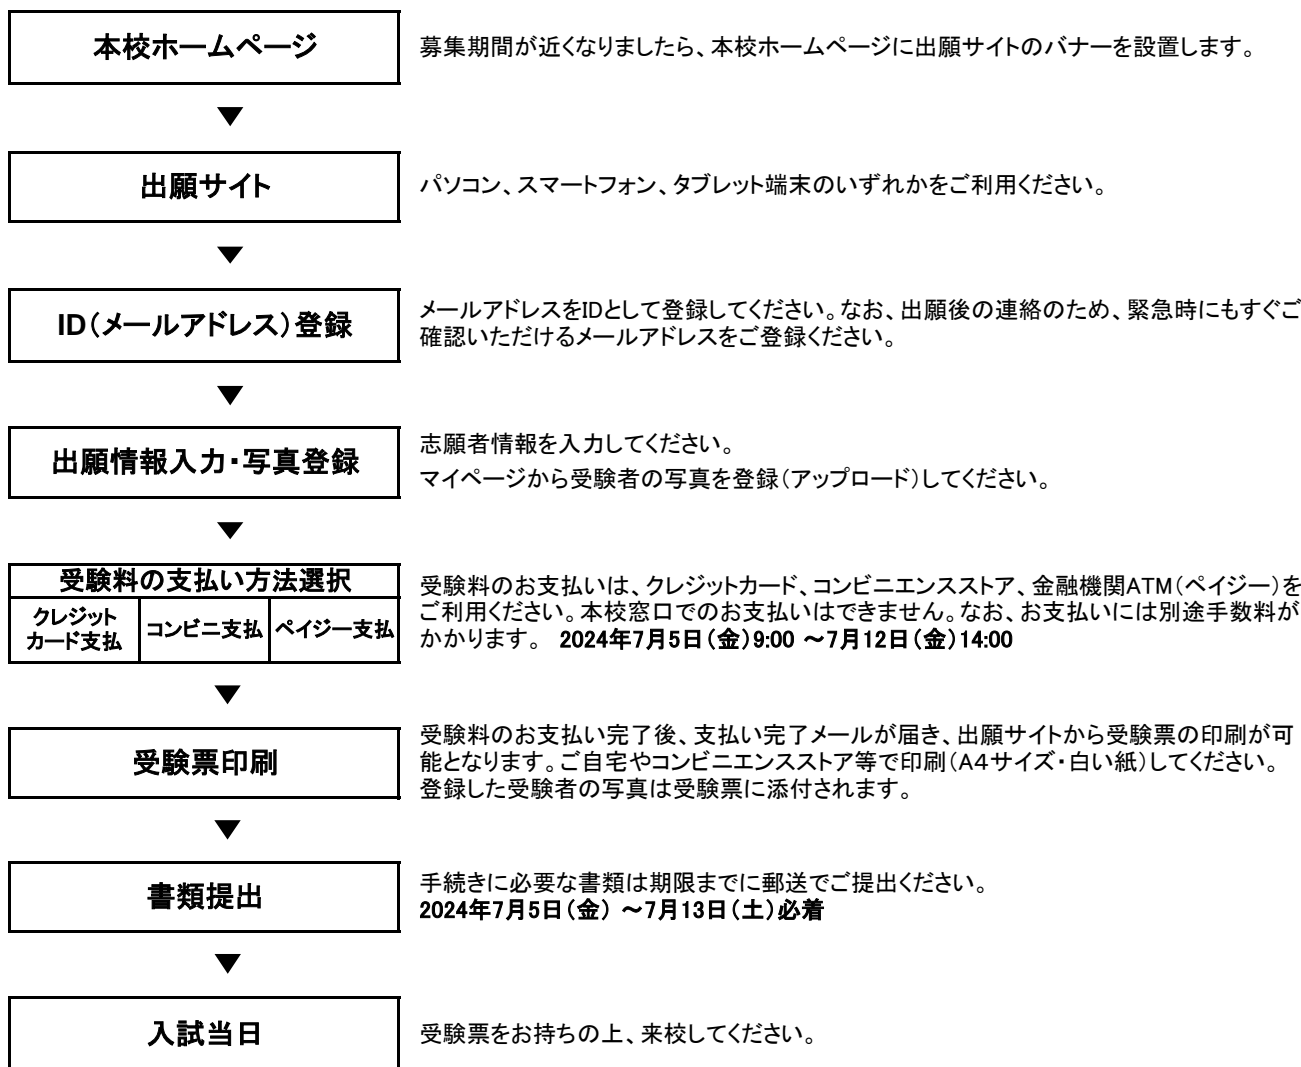 本校ホームページ
募集期間が近くなりましたら、本校ホームページに出願サイトのバナーを設置します。
▼
出願サイト
パソコン、スマートフォン、タブレット端末のいずれかをご利用ください。
▼
ID(メールアドレス)登録
メールアドレスをIDとして登録してください。なお、出願後の連絡のため、緊急時にもすぐご
確認いただけるメールアドレスをご登録ください。
▼
出願情報入力・写真登録
志願者情報を入力してください。
マイページから受験者の写真を登録(アップロード)してください。
▼
受験料の支払い方法選択
クレジット
カード支払
コンビニ支払
ペイジー支払
受験料のお支払いは、クレジットカード、コンビニエンスストア、金融機関ATM(ペイジー)を
ご利用ください。本校窓口でのお支払いはできません。なお、お支払いには別途手数料が
かかります。 2024年7月5日(金)9:00 ~7月12日(金)14:00
▼
受験票印刷
受験料のお支払い完了後、支払い完了メールが届き、出願サイトから受験票の印刷が可
能となります。ご自宅やコンビニエンスストア等で印刷(A4サイズ・白い紙)してください。
登録した受験者の写真は受験票に添付されます。
▼
書類提出
手続きに必要な書類は期限までに郵送でご提出ください。
2024年7月5日(金) ~7月13日(土)必着
▼
入試当日
受験票をお持ちの上、来校してください。